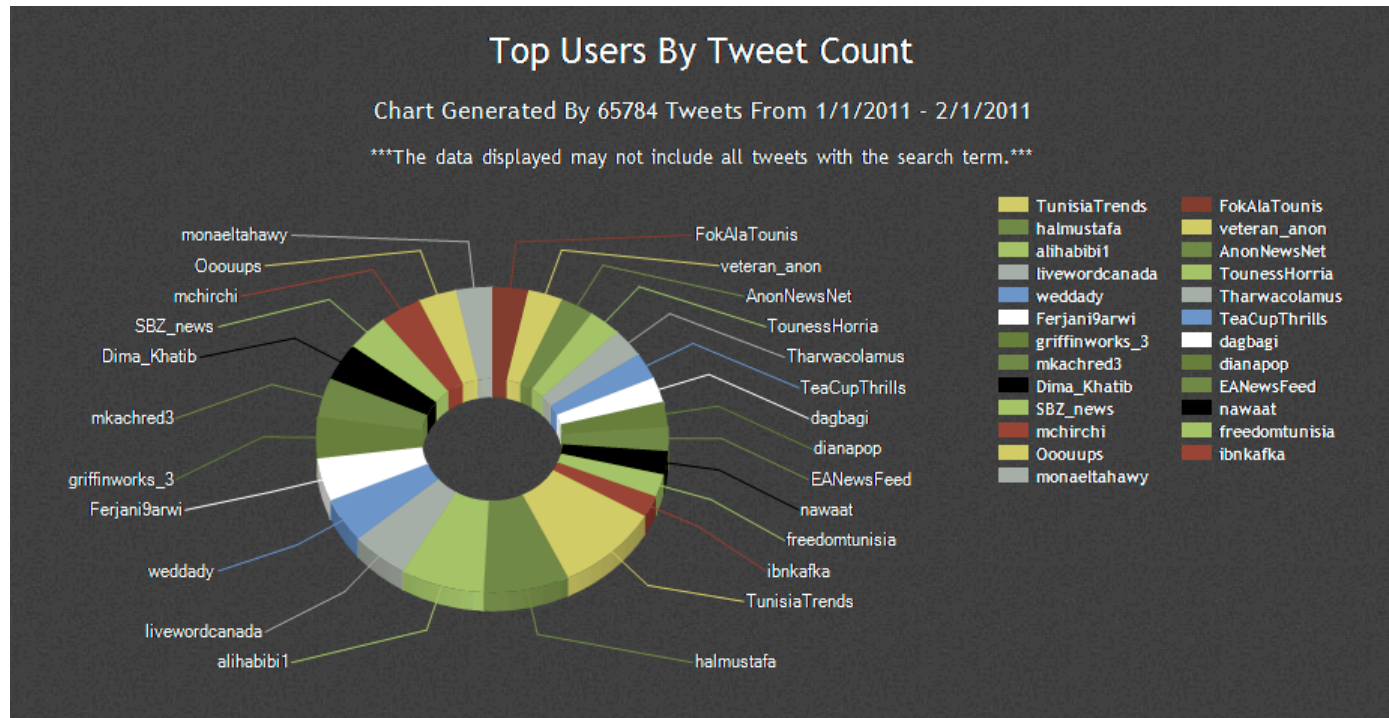 Top Users By Tweet Count
Chart Generated By 65784 Tweets From 1/1/2011 - 2/1/2011
***The data displayed may not include all tweets with the search term.***
monaeltahawy
Ooouups
mchirchi
SBZ_news
Dima_Khatib
mkachred3
griffinworks_3
Ferjani9arwi
weddady
livewordcanada
alihabibi1
FokAlaTounis
veteran_anon
AnonNewsNet
TounessHorria
Tharwacolamus
TeaCupThrills
dagbagi
dianapop
EANewsFeed
nawaat
freedomtunisia
ibnkafka
TunisiaTrends
halmustafa
TunisiaTrends
halmustafa
alihabibi1
livewordcanada
weddady
Ferjani9arwi
griffinworks_3
mkachred3
Dima_Khatib
SBZ_news
mchirchi
Ooouups
monaeltahawy
FokAlaTounis
veteran_anon
AnonNewsNet
TounessHorria
Tharwacolamus
TeaCupThrills
dagbagi
dianapop
EANewsFeed
nawaat
freedomtunisia
ibnkafka